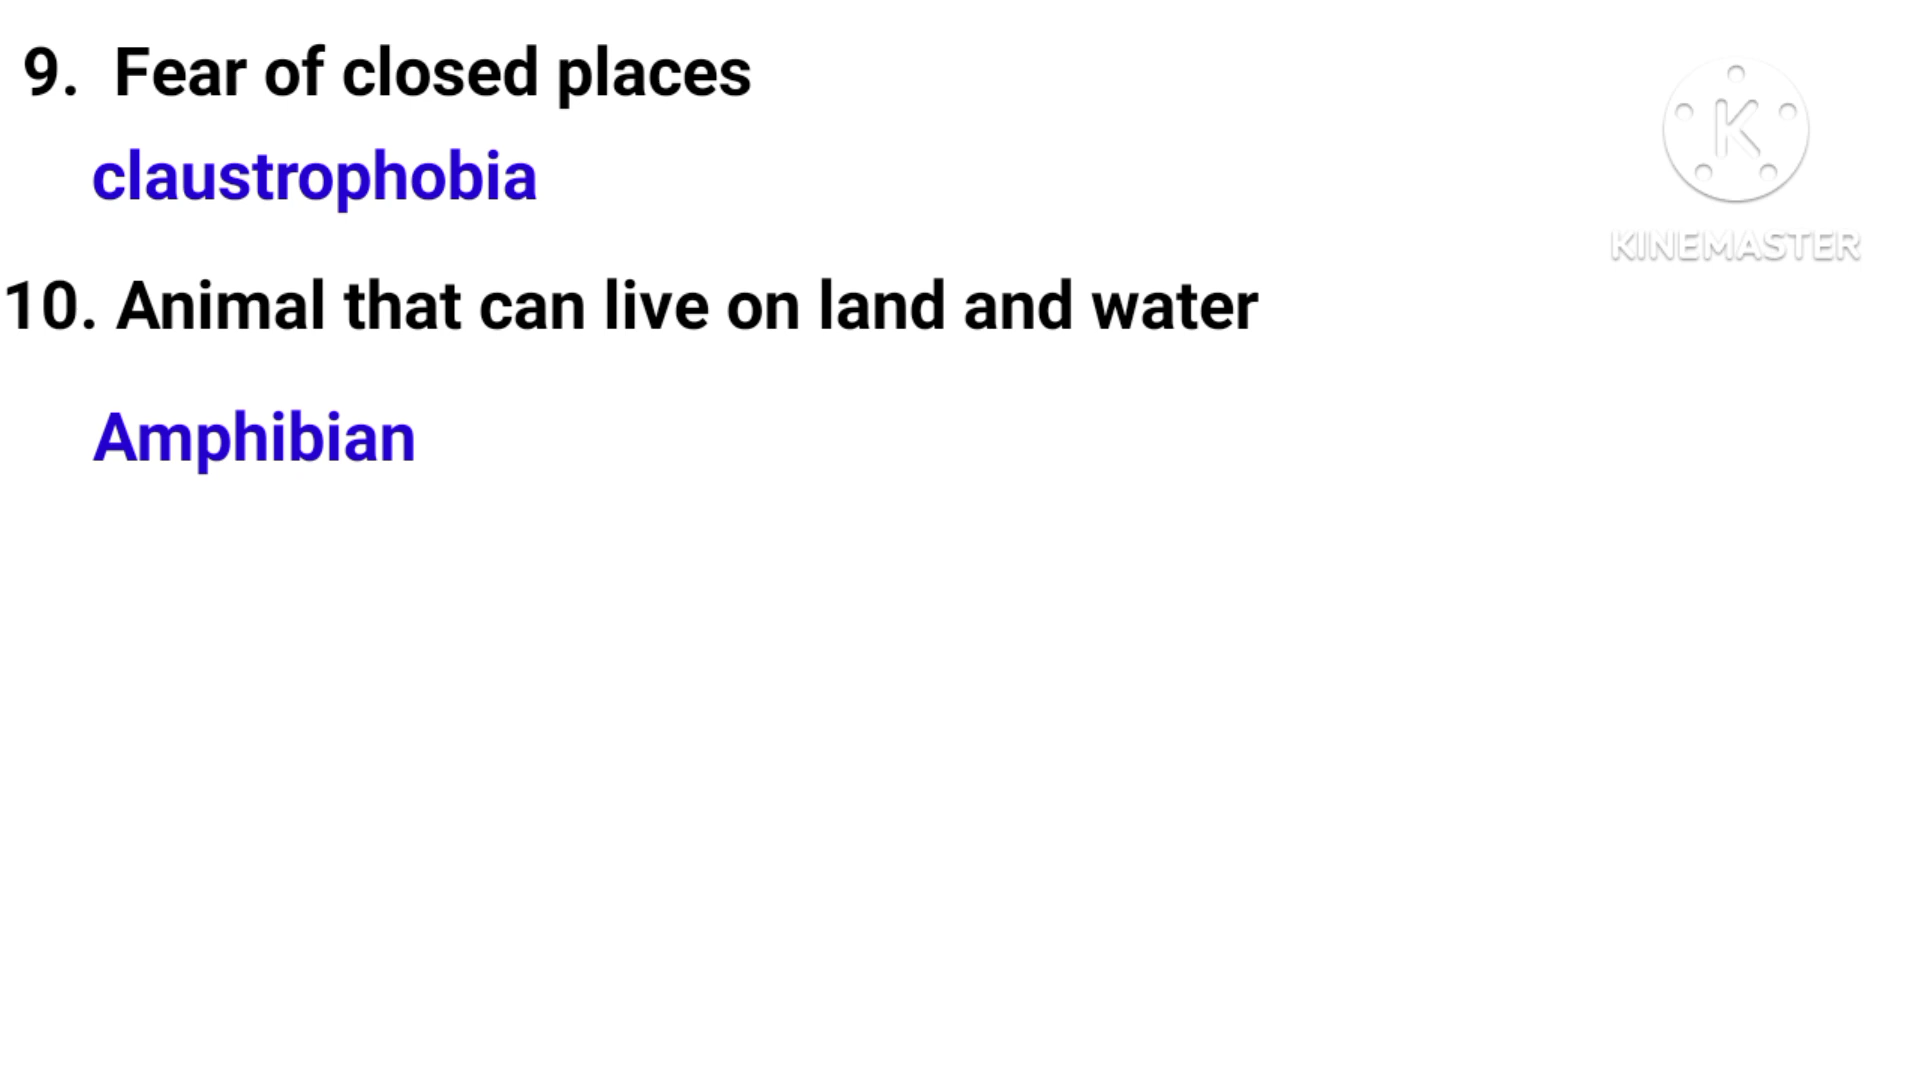 9. Fear of closed places
claustrophobia
10. Animal that can live on land and water
Amphibian
K
KINEMASTER